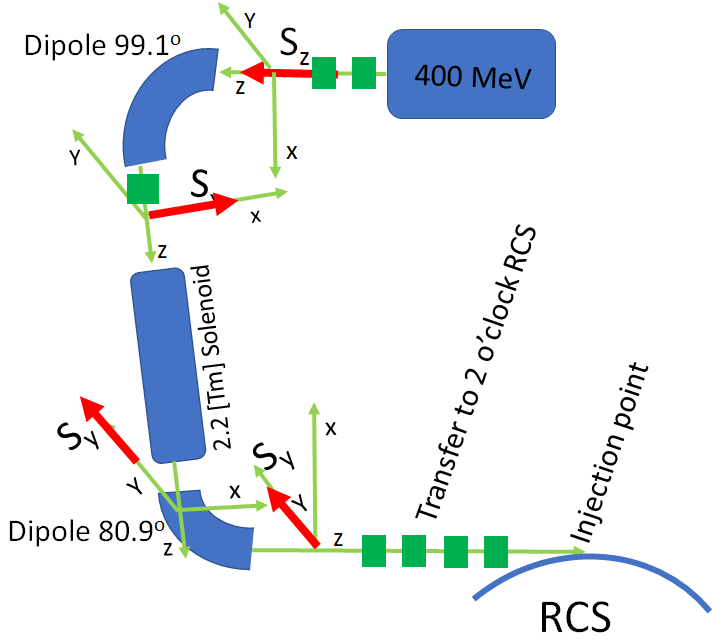 Dipole 99.1º
Y
Sz
z
400 MeV
x
Y
S
x
z
2.2 [Tm] Solenoid
Transfer to 2 o’clock RCS
Injection point
Sy
Y
x
z
Dipole 80.9º
Sy
Y
x
z
RCS